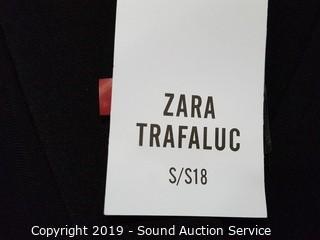 ZARA
TRAFALUC
S/S18
Copyright 2019 - Sound Auction Service